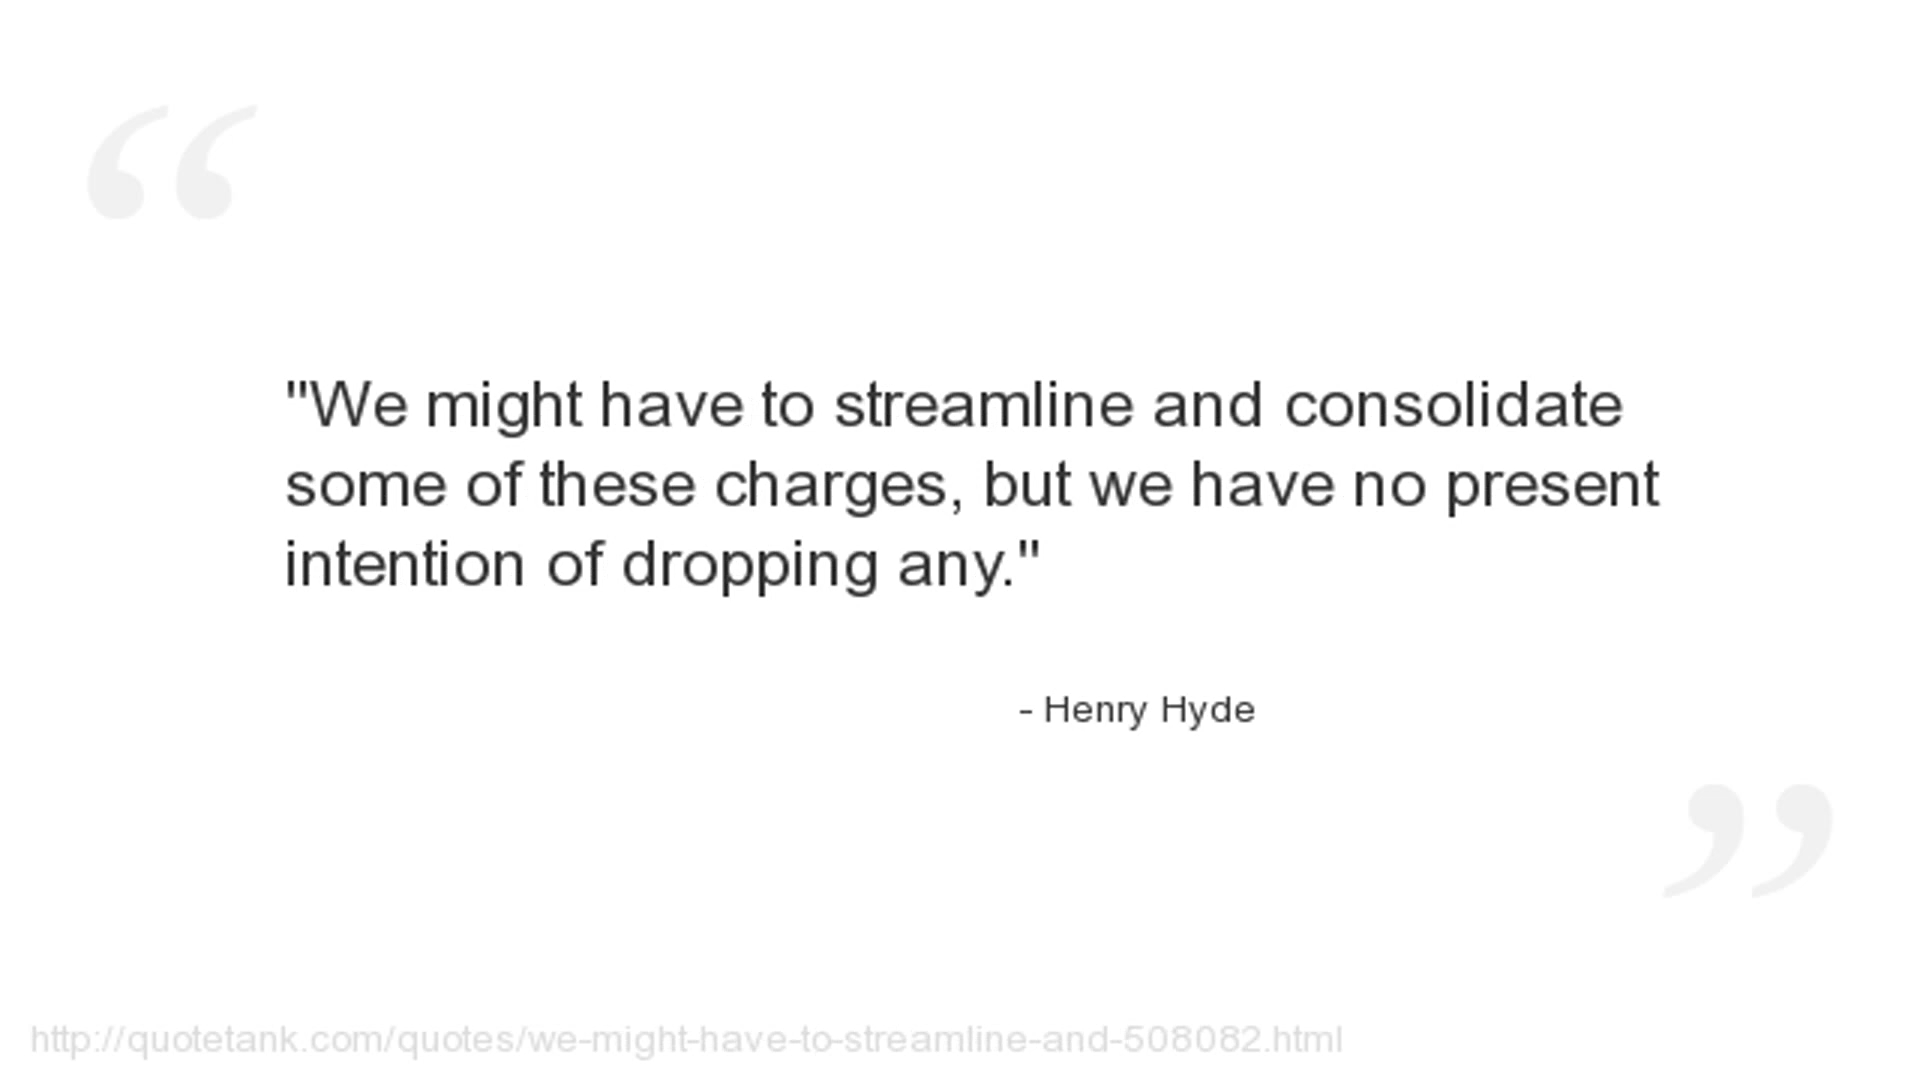 "We might have to streamline and consolidate
some of these charges, but we have no present
intention of dropping any."
- Henry Hyde
http://quotetank.com/quotes/we-might-have-to-streamline-and-508082.html